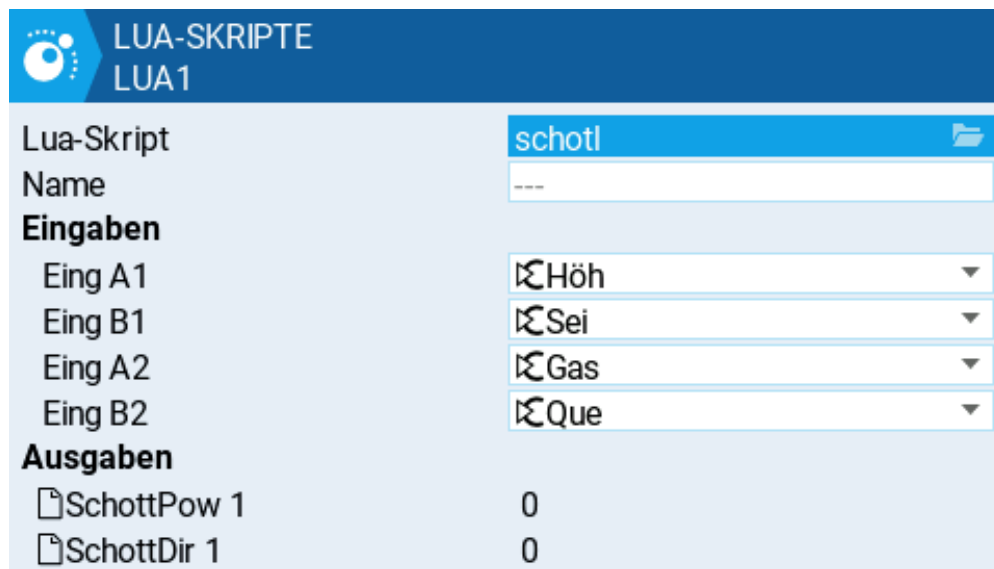 LUA-SKRIPTE
LUA1
Lua-Skript schotl
Name ---
Eingaben
Eing A1 Höh
Eing B1 Sei
Eing A2 Gas
Eing B2 Que
Ausgaben
SchottPow 1 0
SchottDir 1 0